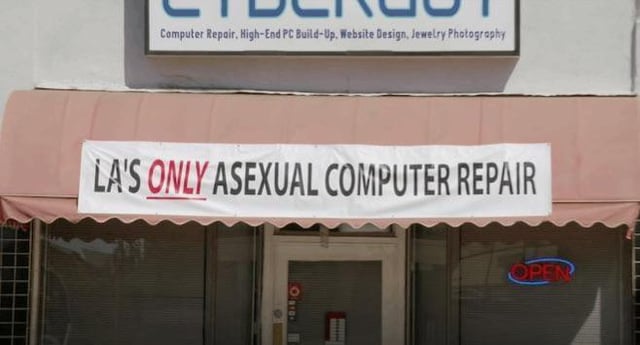 Computer Repair, High-End PC Build-Up, Website Design, Jewelry Photography
LA'S ONLY ASEXUAL COMPUTER REPAIR
OPEN